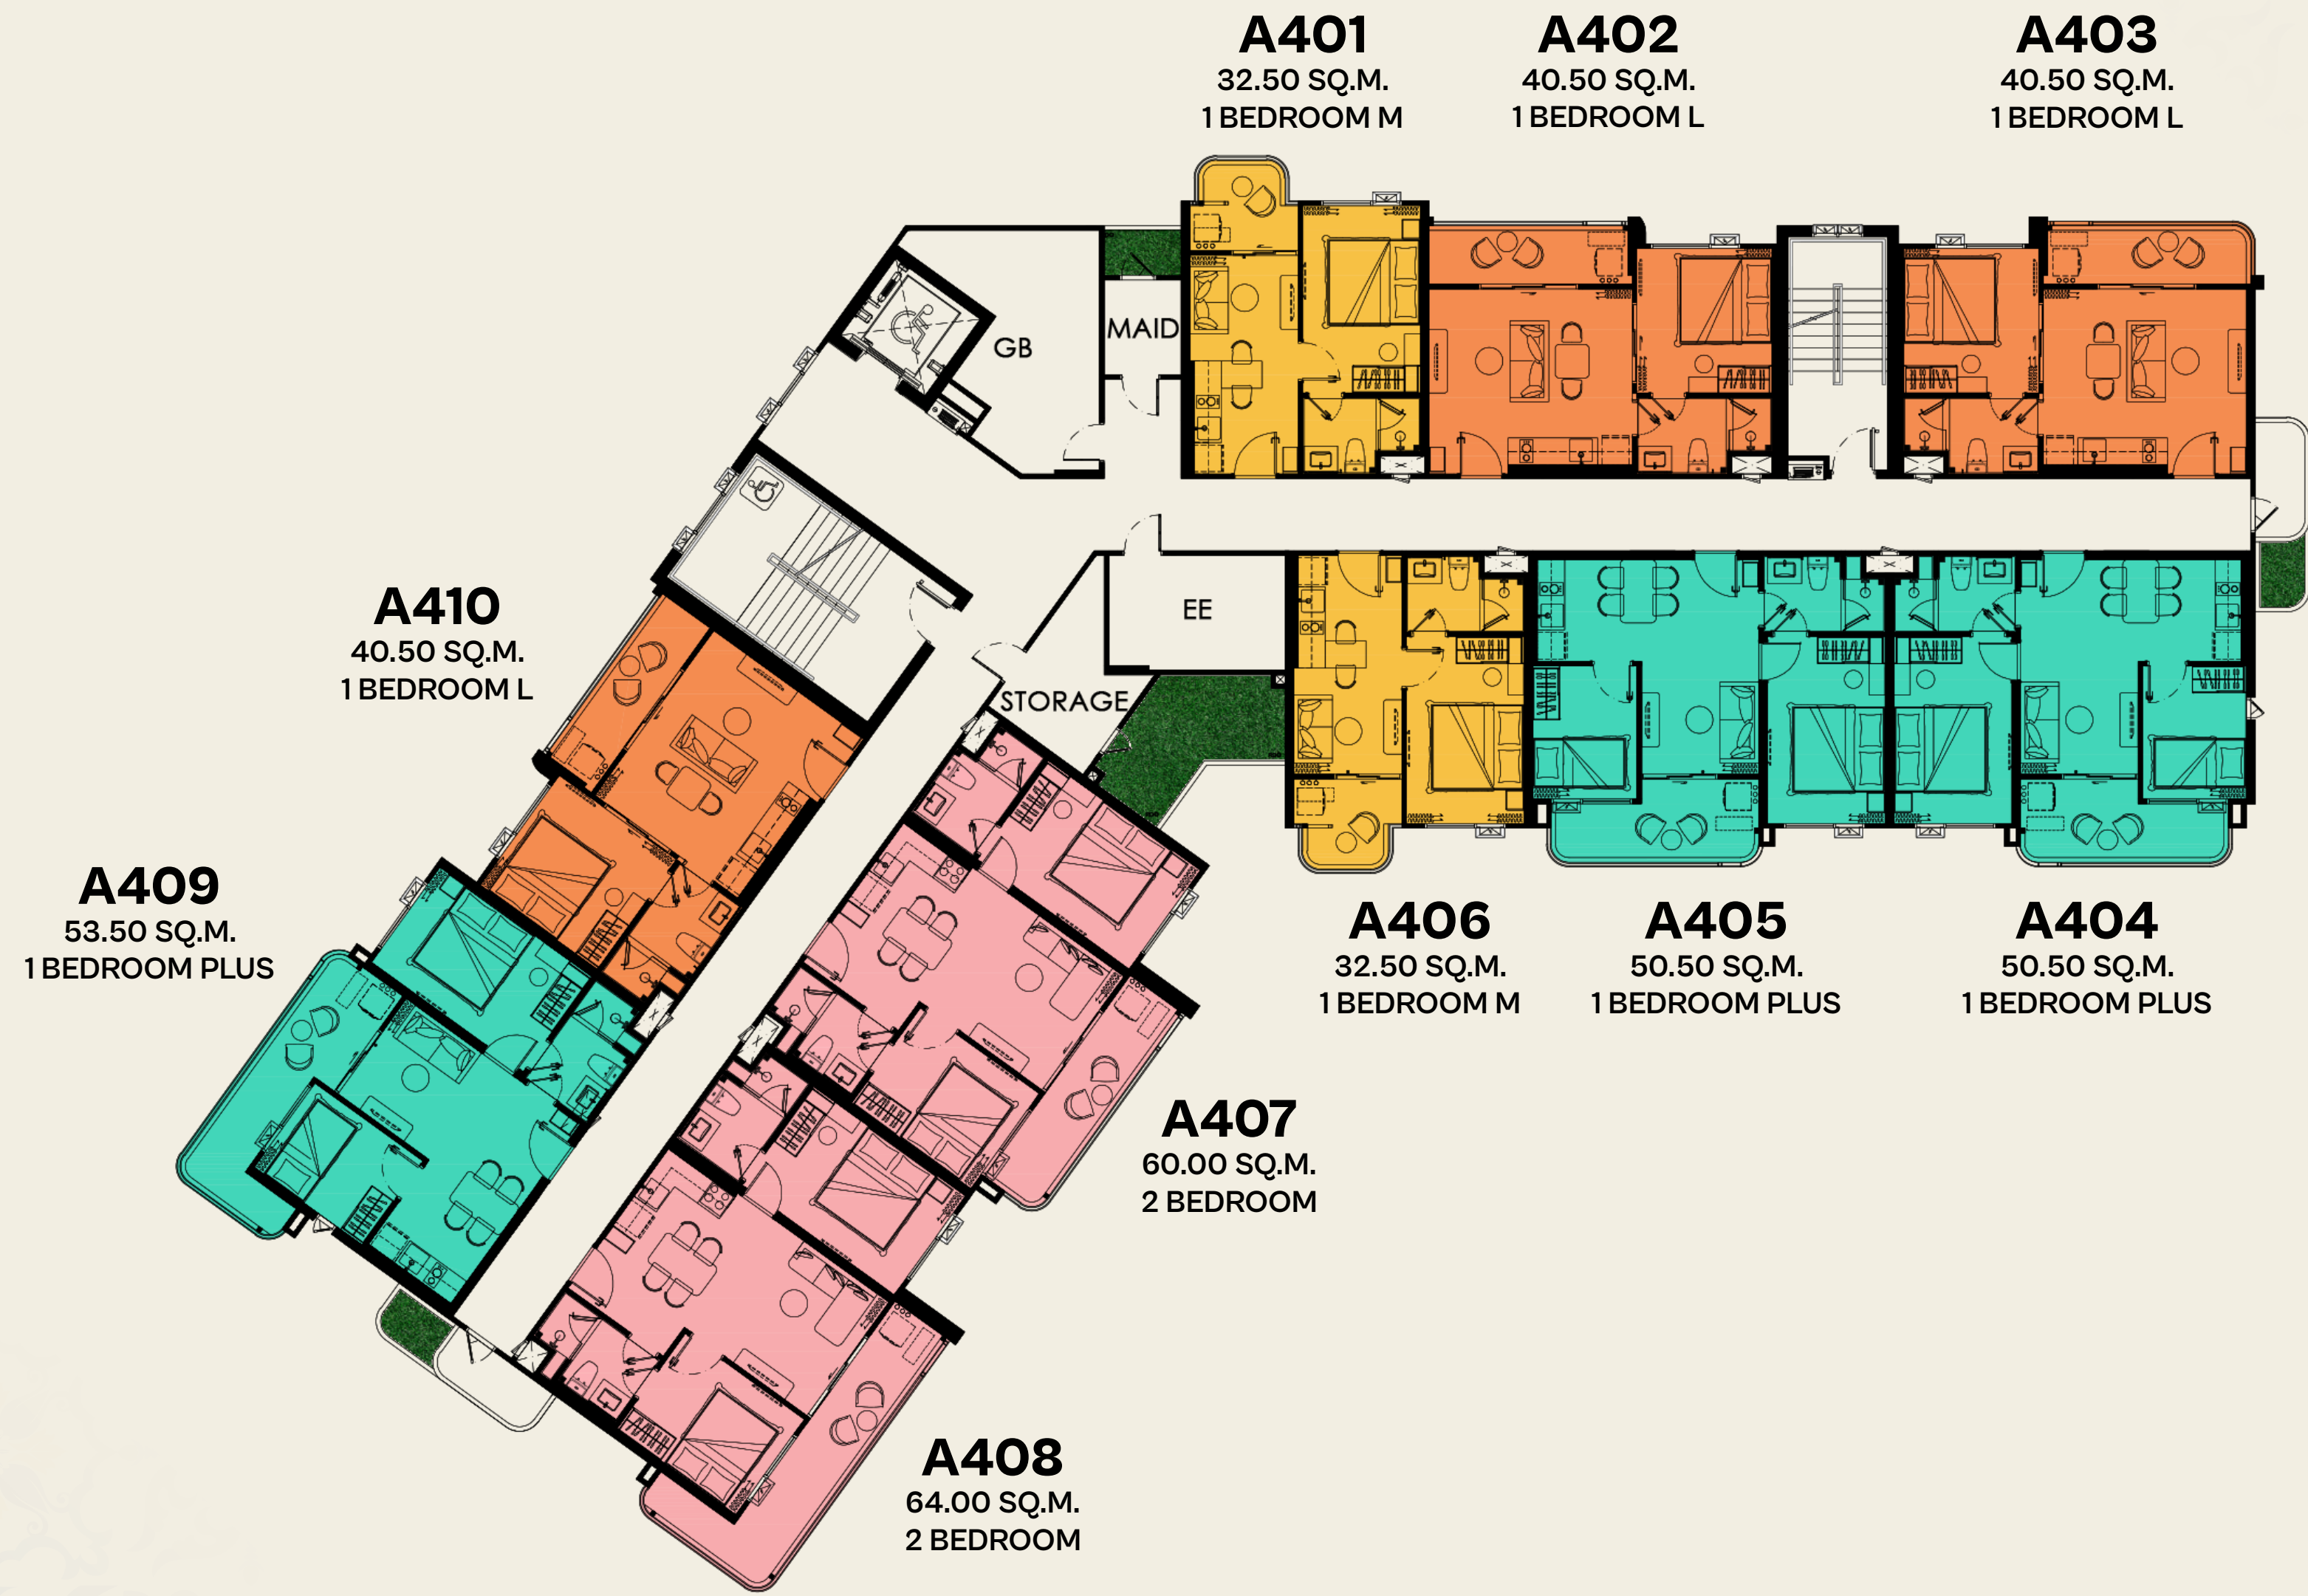 A401
32.50 SQ.M.
1 BEDROOM M
A402
40.50 SQ.M.
1 BEDROOM L
A403
40.50 SQ.M.
1 BEDROOM L
GB
MAID
EE
STORAGE
A410
40.50 SQ.M.
1 BEDROOM L
A409
53.50 SQ.M.
1 BEDROOM PLUS
A406
32.50 SQ.M.
1 BEDROOM M
A405
50.50 SQ.M.
1 BEDROOM PLUS
A404
50.50 SQ.M.
1 BEDROOM PLUS
A407
60.00 SQ.M.
2 BEDROOM
A408
64.00 SQ.M.
2 BEDROOM